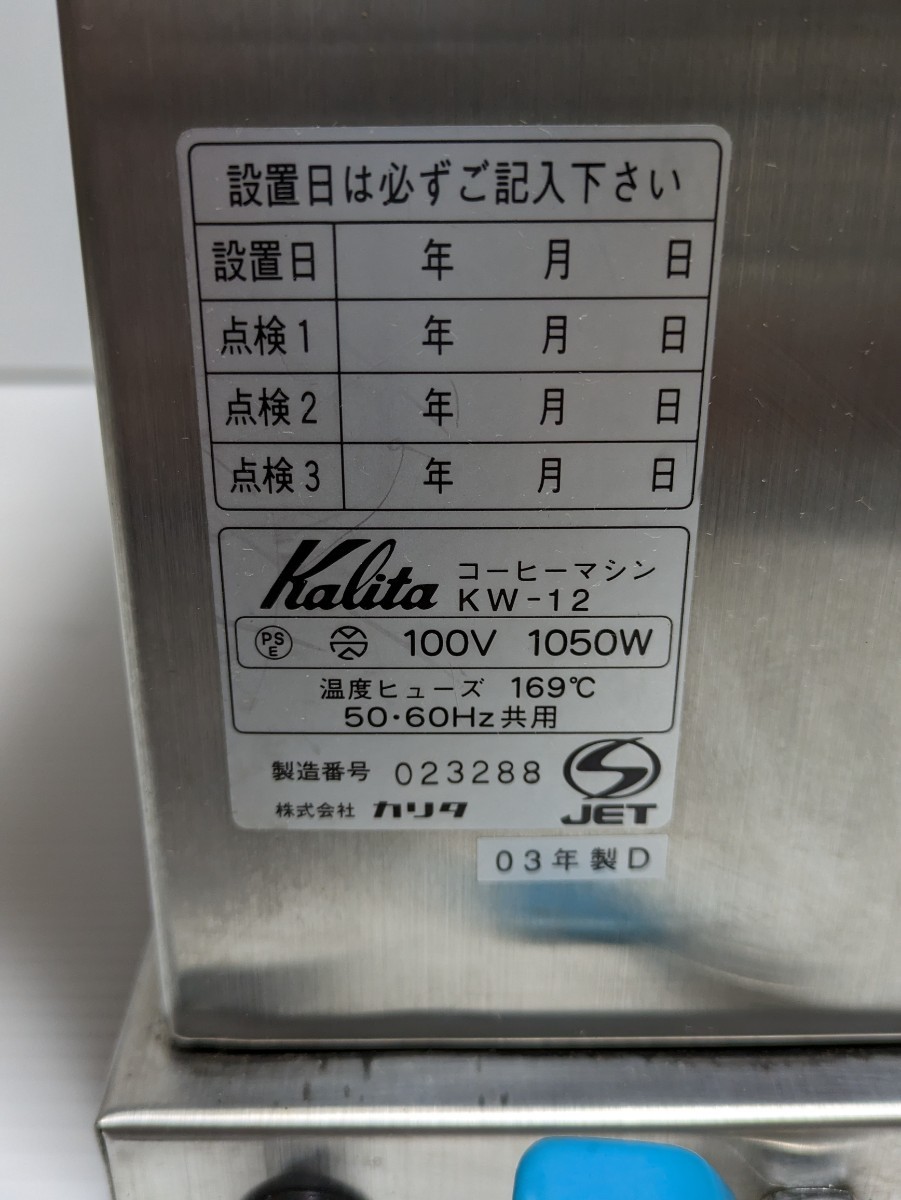 設置日は必ずご記入下さい
設置日 年 月 日
点検1 年 月 日
点検2 年 月 日
点検3 年 月 日
Kalita コーヒーマシン
KW-12
PSE 100V 1050W
温度ヒューズ 169℃
50・60Hz共用
製造番号 023288
株式会社 カリタ
S JET
03年製D